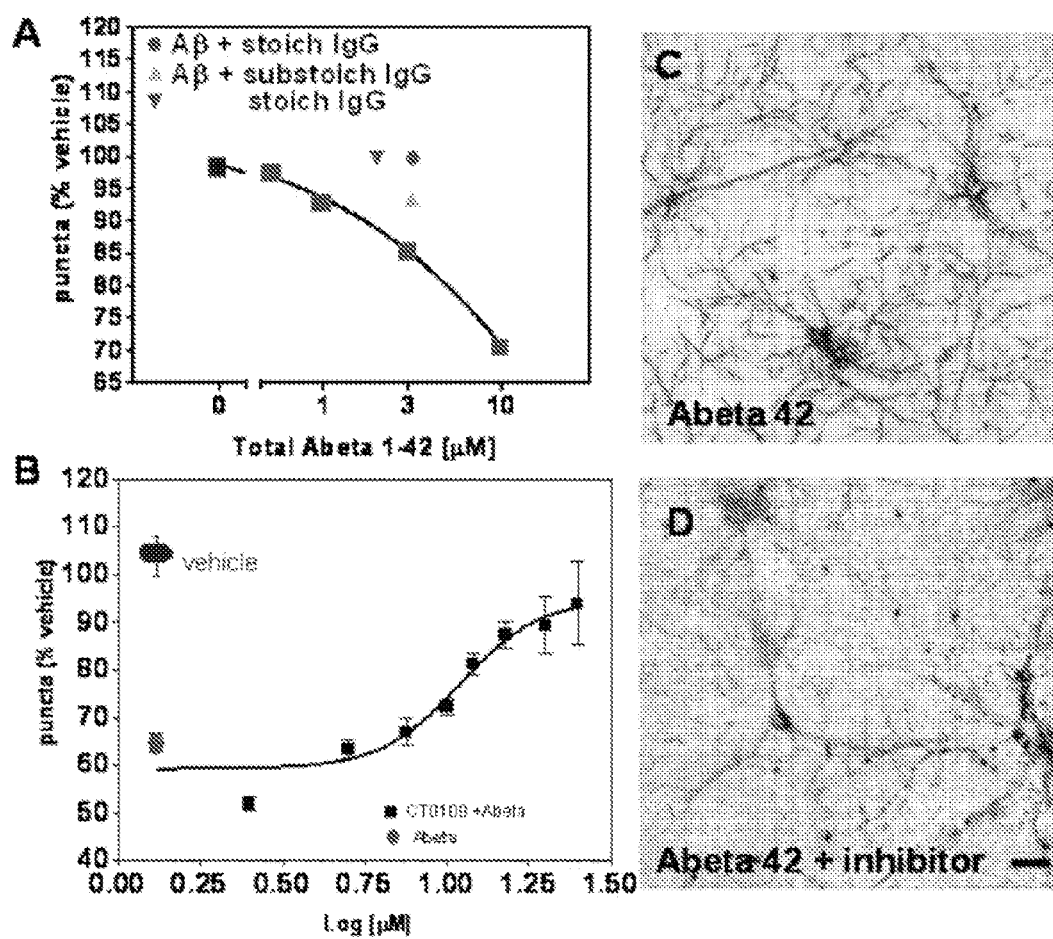 A
120
115
110
105
100
95
90
85
80
75
70
65
puncta (% vehicle)
Aβ + stoich IgG
Aβ + substoich IgG
stoich IgG
0 1 3 10
Total Abeta 1-42 [µM]
B
120
110
100
90
80
70
60
50
40
puncta (% vehicle)
vehicle
+Abeta
Abeta
0.00 0.25 0.50 0.75 1.00 1.25 1.50
Log [µM]
C
Abeta 42
D
Abeta 42 + inhibitor